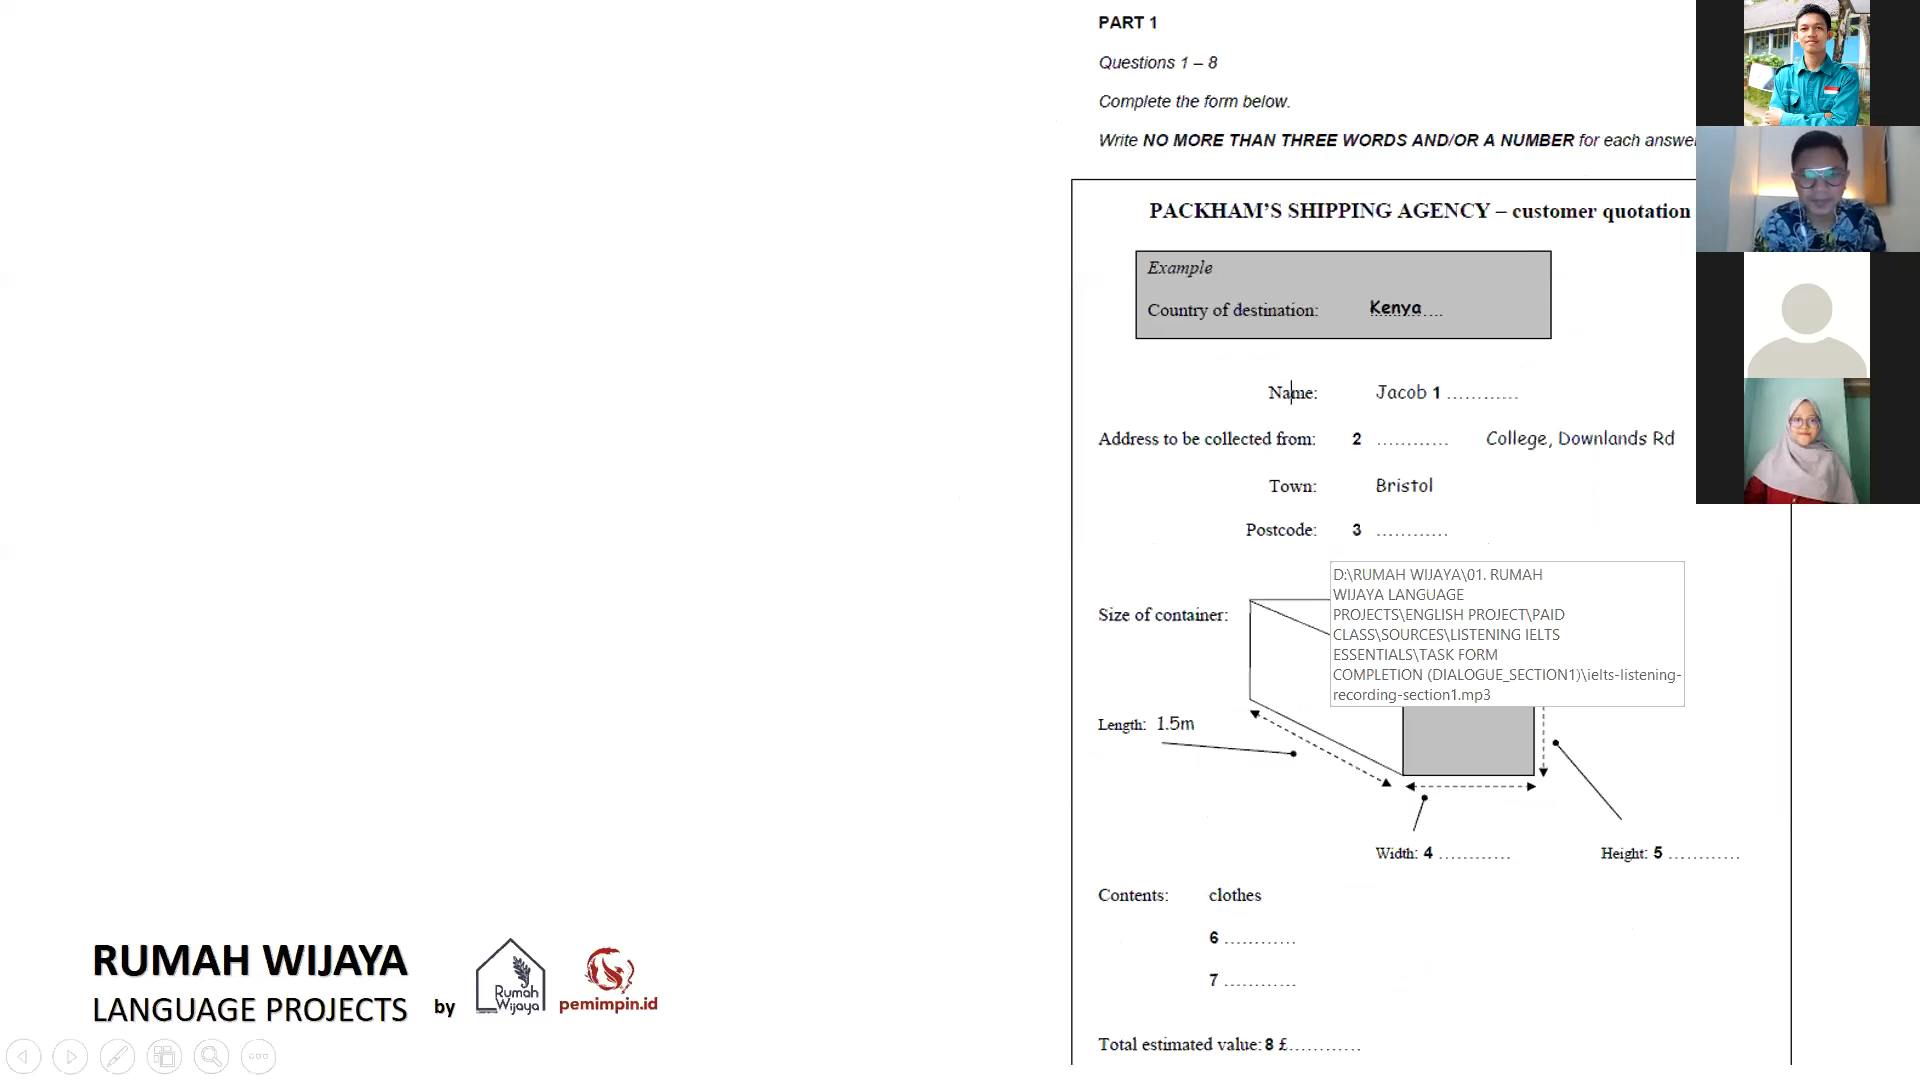 PART 1
Questions 1 – 8
Complete the form below.
Write NO MORE THAN THREE WORDS AND/OR A NUMBER for each
PACKHAM'S SHIPPING AGENCY – customer quotation
Example
Country of destination: Kenya....
Name: Jacob 1 ............
Address to be collected from: 2 ............ College, Downlands Rd
Town: Bristol
Postcode: 3 ............
Size of container:
D:\RUMAH WIJAYA\01. RUMAH
WIJAYA LANGUAGE
PROJECTS\ENGLISH PROJECT\PAID
CLASS\SOURCES\LISTENING IELTS
ESSENTIALS\TASK FORM
COMPLETION (DIALOGUE_SECTION1)\ielts-listening-
recording-section1.mp3
Length: 1.5m
Width: 4 ............
Height: 5 ............
Contents: clothes
6 ............
7 ............
Total estimated value: 8 £............
RUMAH WIJAYA
LANGUAGE PROJECTS by
Rumah
Wijaya
pemimpin.id